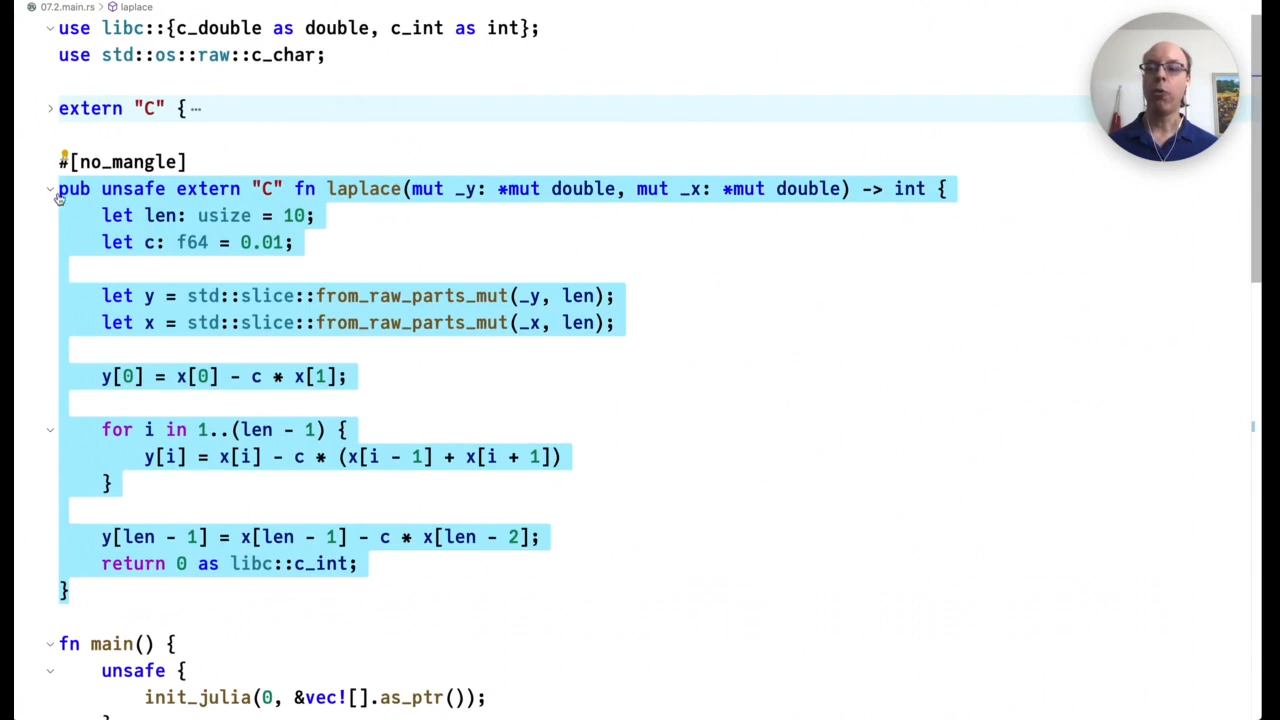 07.2.main.rs > laplace
use libc::{c_double as double, c_int as int};
use std::os::raw::c_char;
extern "C" { ⋯
#[no_mangle]
pub unsafe extern "C" fn laplace(mut _y: *mut double, mut _x: *mut double) -> int {
let len: usize = 10;
let c: f64 = 0.01;
let y = std::slice::from_raw_parts_mut(_y, len);
let x = std::slice::from_raw_parts_mut(_x, len);
y[0] = x[0] - c * x[1];
for i in 1..(len - 1) {
y[i] = x[i] - c * (x[i - 1] + x[i + 1])
}
y[len - 1] = x[len - 1] - c * x[len - 2];
return 0 as libc::c_int;
}
fn main() {
unsafe {
init_julia(0, &vec![].as_ptr());